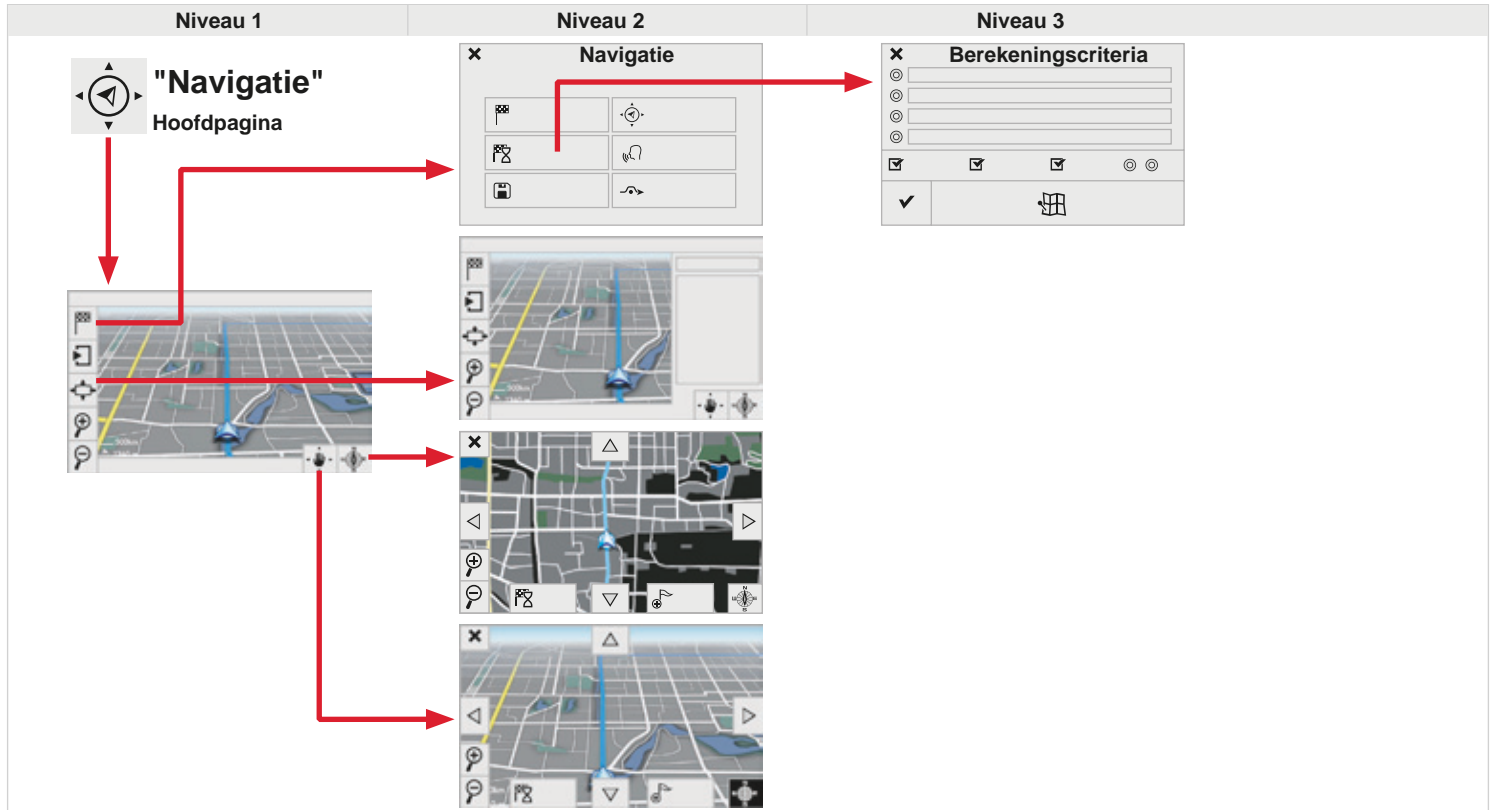 Niveau 1
Niveau 2
Niveau 3
"Navigatie"
Hoofdpagina
Navigatie
Berekeningscriteria